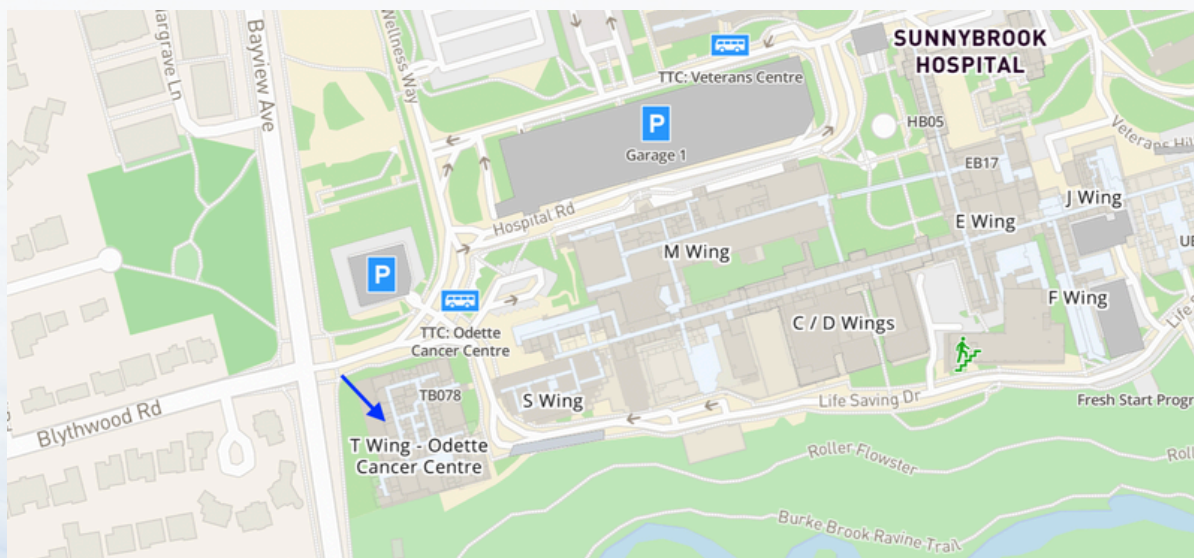 Hargrave Ln
Bayview Ave
Wellness Way
SUNNYBROOK
HOSPITAL
TTC: Veterans Centre
P
Garage 1
HB05
Veterans
EB17
J Wing
Hospital Rd
E Wing
M Wing
P
F Wing
C / D Wings
TTC: Odette
Cancer Centre
TB078
S Wing
Life Saving Dr
Fresh Start
Blythwood Rd
T Wing - Odette
Cancer Centre
Roller Flowster
Burke Brook Ravine Trail